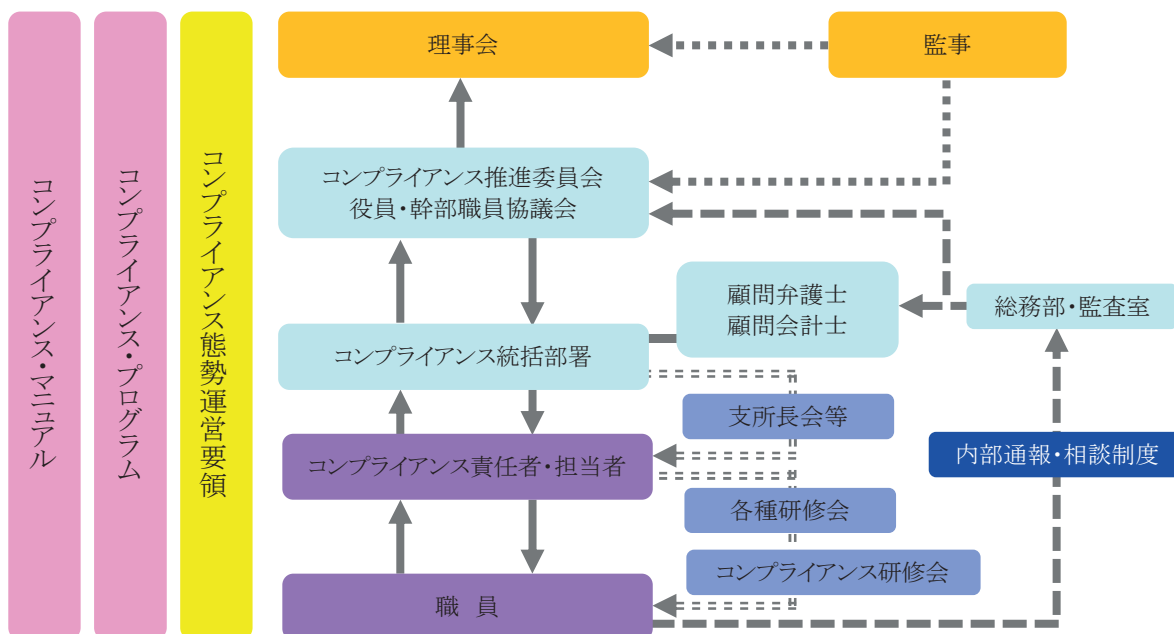 コンプライアンス・マニュアル
コンプライアンス・プログラム
コンプライアンス態勢運営要領
理事会
監事
コンプライアンス推進委員会
役員・幹部職員協議会
顧問弁護士
顧問会計士
総務部・監査室
コンプライアンス統括部署
支所長会等
コンプライアンス責任者・担当者
内部通報・相談制度
各種研修会
コンプライアンス研修会
職 員